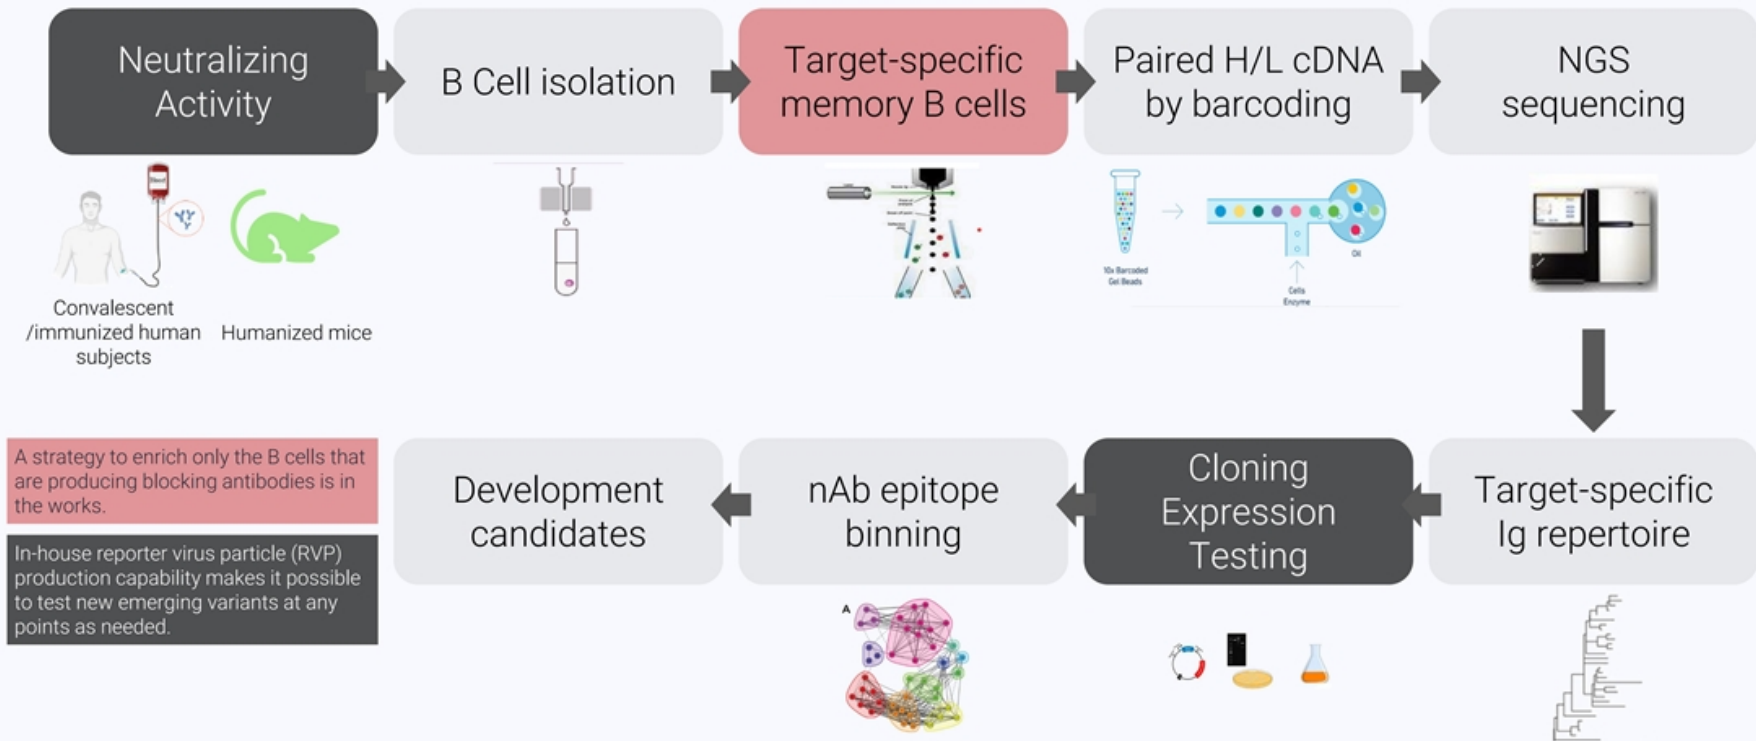 Neutralizing
Activity
B Cell isolation
Target-specific
memory B cells
Paired H/L cDNA
by barcoding
NGS
sequencing
Blood
Convalescent
/immunized human
subjects
Humanized mice
10x Barcoded
Gel Beads
Cells
Enzyme
Oil
Target-specific
Ig repertoire
Cloning
Expression
Testing
nAb epitope
binning
A
Development
candidates
A strategy to enrich only the B cells that
are producing blocking antibodies is in
the works.
In-house reporter virus particle (RVP)
production capability makes it possible
to test new emerging variants at any
points as needed.